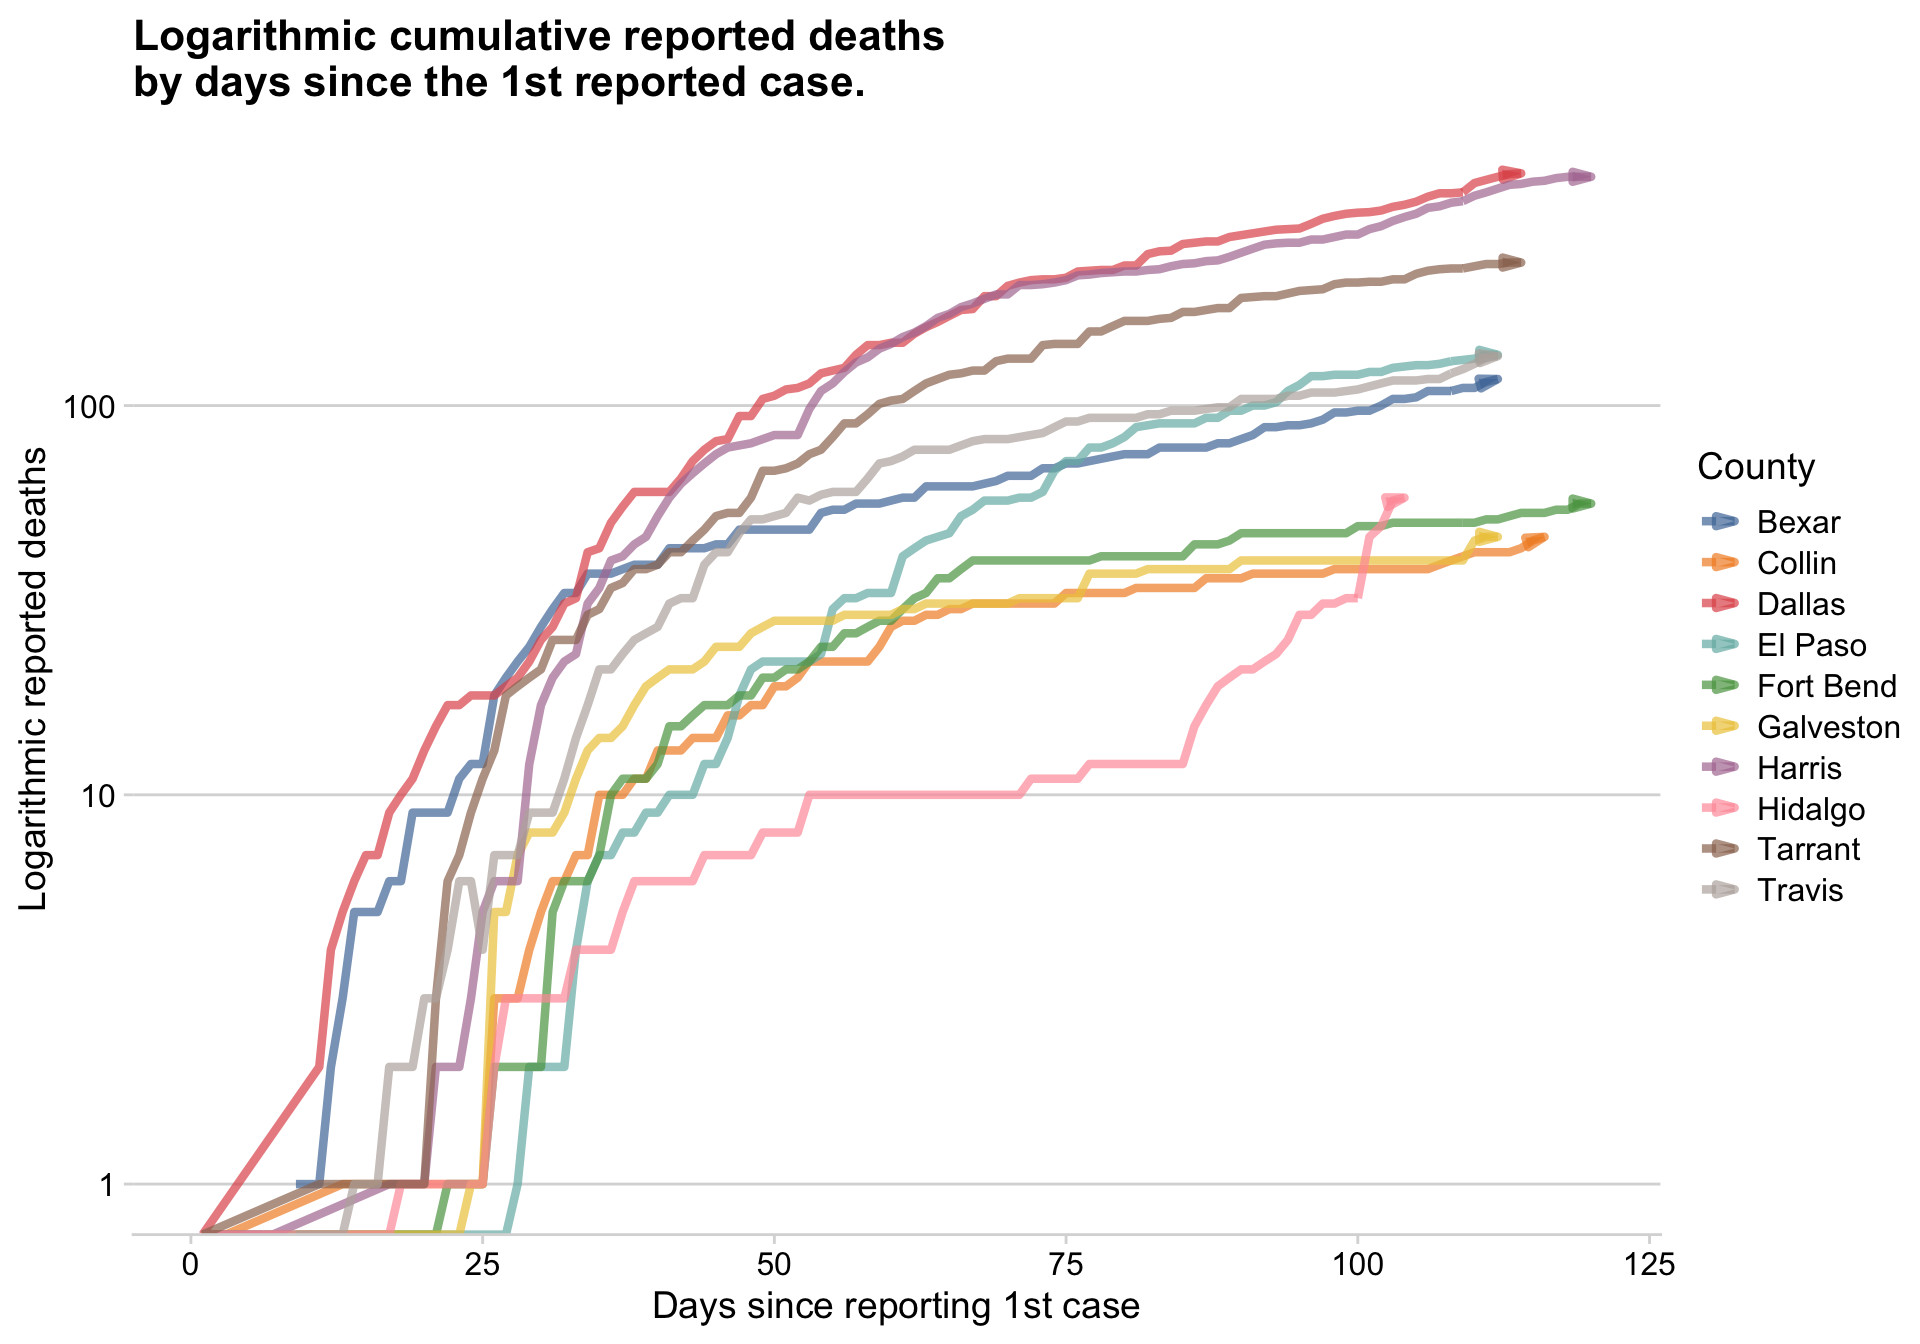 Logarithmic cumulative reported deaths
by days since the 1st reported case.
Logarithmic reported deaths
100
10
1
0
25
50
75
100
125
Days since reporting 1st case
County
Bexar
Collin
Dallas
El Paso
Fort Bend
Galveston
Harris
Hidalgo
Tarrant
Travis